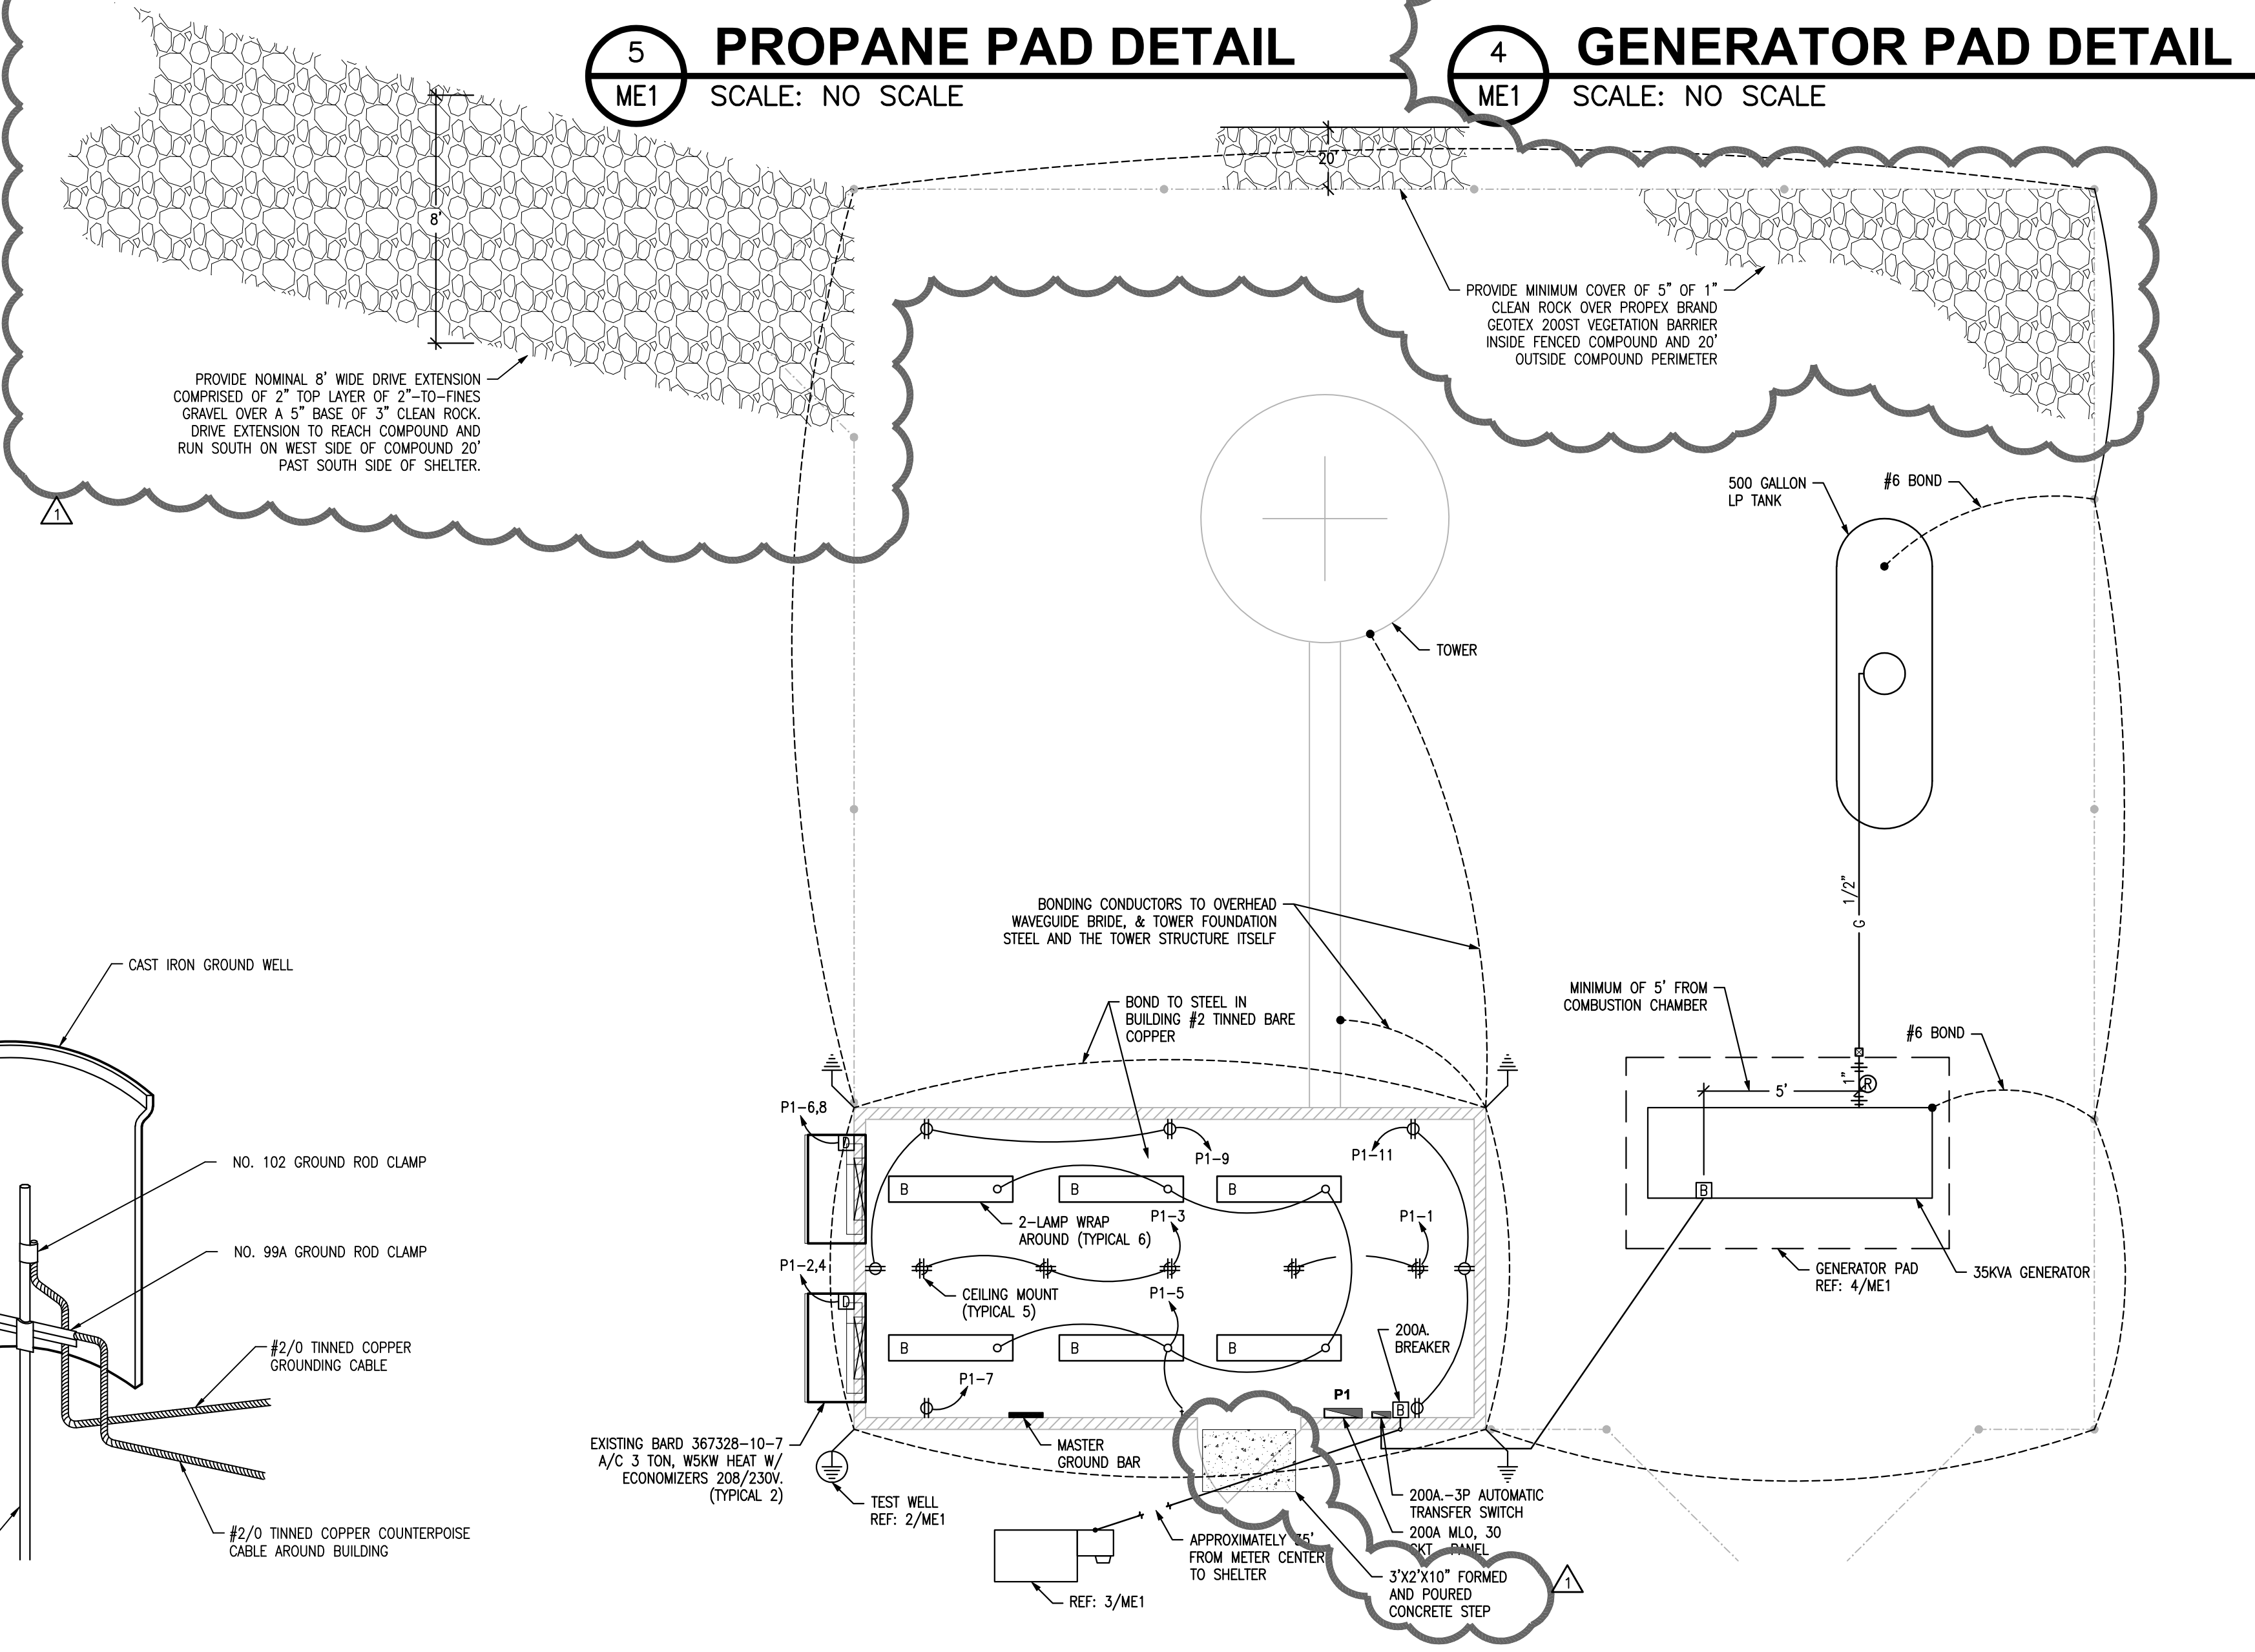 5
ME1
PROPANE PAD DETAIL
SCALE: NO SCALE
4
ME1
GENERATOR PAD DETAIL
SCALE: NO SCALE
20'
8'
PROVIDE NOMINAL 8' WIDE DRIVE EXTENSION
COMPRISED OF 2" TOP LAYER OF 2"-TO-FINES
GRAVEL OVER A 5" BASE OF 3" CLEAN ROCK.
DRIVE EXTENSION TO REACH COMPOUND AND
RUN SOUTH ON WEST SIDE OF COMPOUND 20'
PAST SOUTH SIDE OF SHELTER.
1
PROVIDE MINIMUM COVER OF 5" OF 1"
CLEAN ROCK OVER PROPEX BRAND
GEOTEX 200ST VEGETATION BARRIER
INSIDE FENCED COMPOUND AND 20'
OUTSIDE COMPOUND PERIMETER
500 GALLON
LP TANK
#6 BOND
TOWER
1/2"
G
BONDING CONDUCTORS TO OVERHEAD
WAVEGUIDE BRIDE, & TOWER FOUNDATION
STEEL AND THE TOWER STRUCTURE ITSELF
CAST IRON GROUND WELL
BOND TO STEEL IN
BUILDING #2 TINNED BARE
COPPER
MINIMUM OF 5' FROM
COMBUSTION CHAMBER
#6 BOND
1"
R
5'
B
GENERATOR PAD
REF: 4/ME1
35KVA GENERATOR
NO. 102 GROUND ROD CLAMP
NO. 99A GROUND ROD CLAMP
#2/0 TINNED COPPER
GROUNDING CABLE
#2/0 TINNED COPPER COUNTERPOISE
CABLE AROUND BUILDING
P1-6,8
D
P1-9
P1-11
B
B
B
2-LAMP WRAP
AROUND (TYPICAL 6)
P1-3
P1-1
P1-2,4
D
CEILING MOUNT
(TYPICAL 5)
P1-5
B
B
B
200A.
BREAKER
P1-7
P1
B
EXISTING BARD 367328-10-7
A/C 3 TON, W5KW HEAT W/
ECONOMIZERS 208/230V.
(TYPICAL 2)
MASTER
GROUND BAR
TEST WELL
REF: 2/ME1
REF: 3/ME1
APPROXIMATELY 35'
FROM METER CENTER
TO SHELTER
200A.-3P AUTOMATIC
TRANSFER SWITCH
200A MLO, 30
CKT. PANEL
3'X2'X10" FORMED
AND POURED
CONCRETE STEP
1